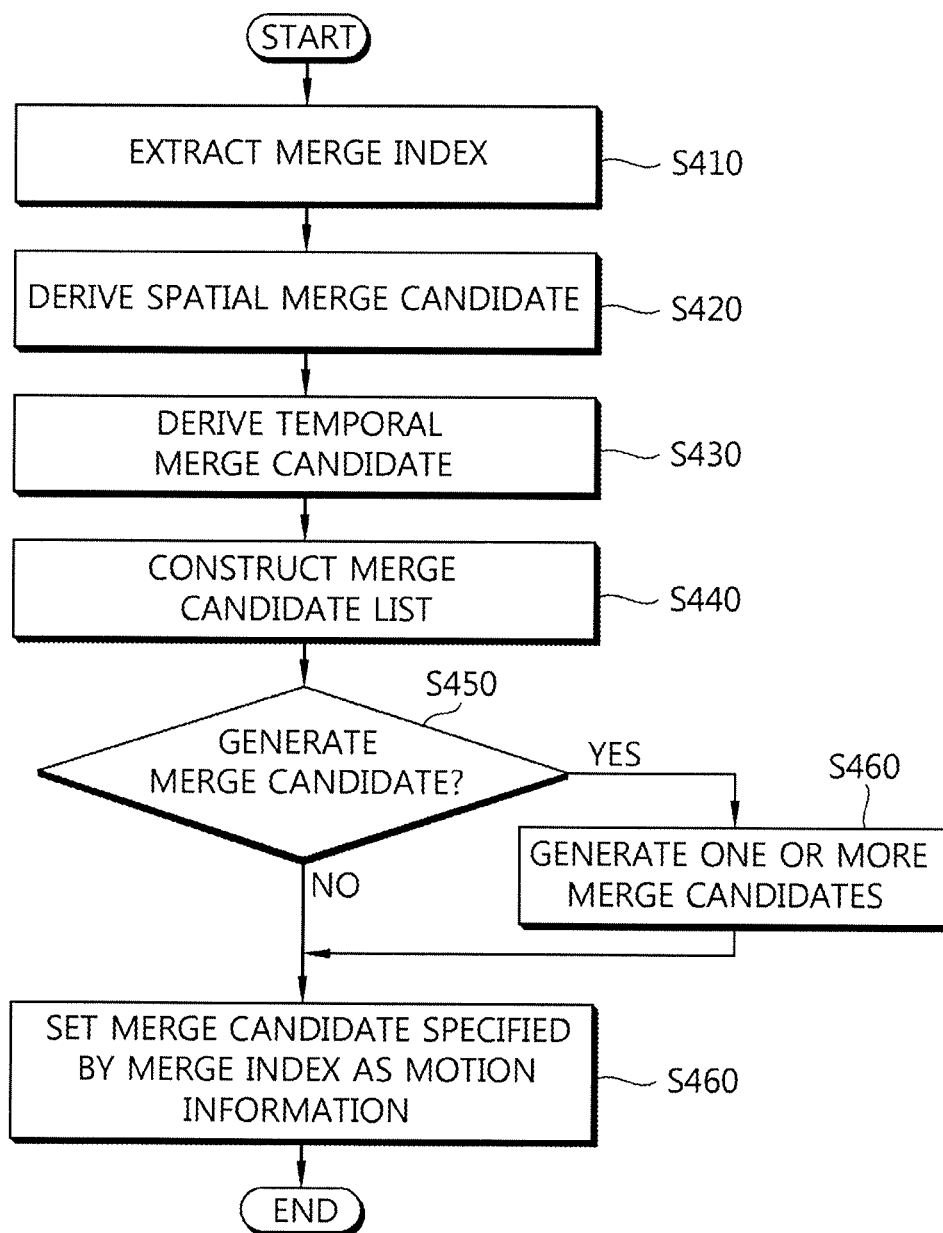 START
EXTRACT MERGE INDEX
S410
DERIVE SPATIAL MERGE CANDIDATE
S420
DERIVE TEMPORAL
MERGE CANDIDATE
S430
CONSTRUCT MERGE
CANDIDATE LIST
S440
S450
GENERATE
MERGE CANDIDATE?
YES
S460
GENERATE ONE OR MORE
MERGE CANDIDATES
NO
SET MERGE CANDIDATE SPECIFIED
BY MERGE INDEX AS MOTION
INFORMATION
S460
END